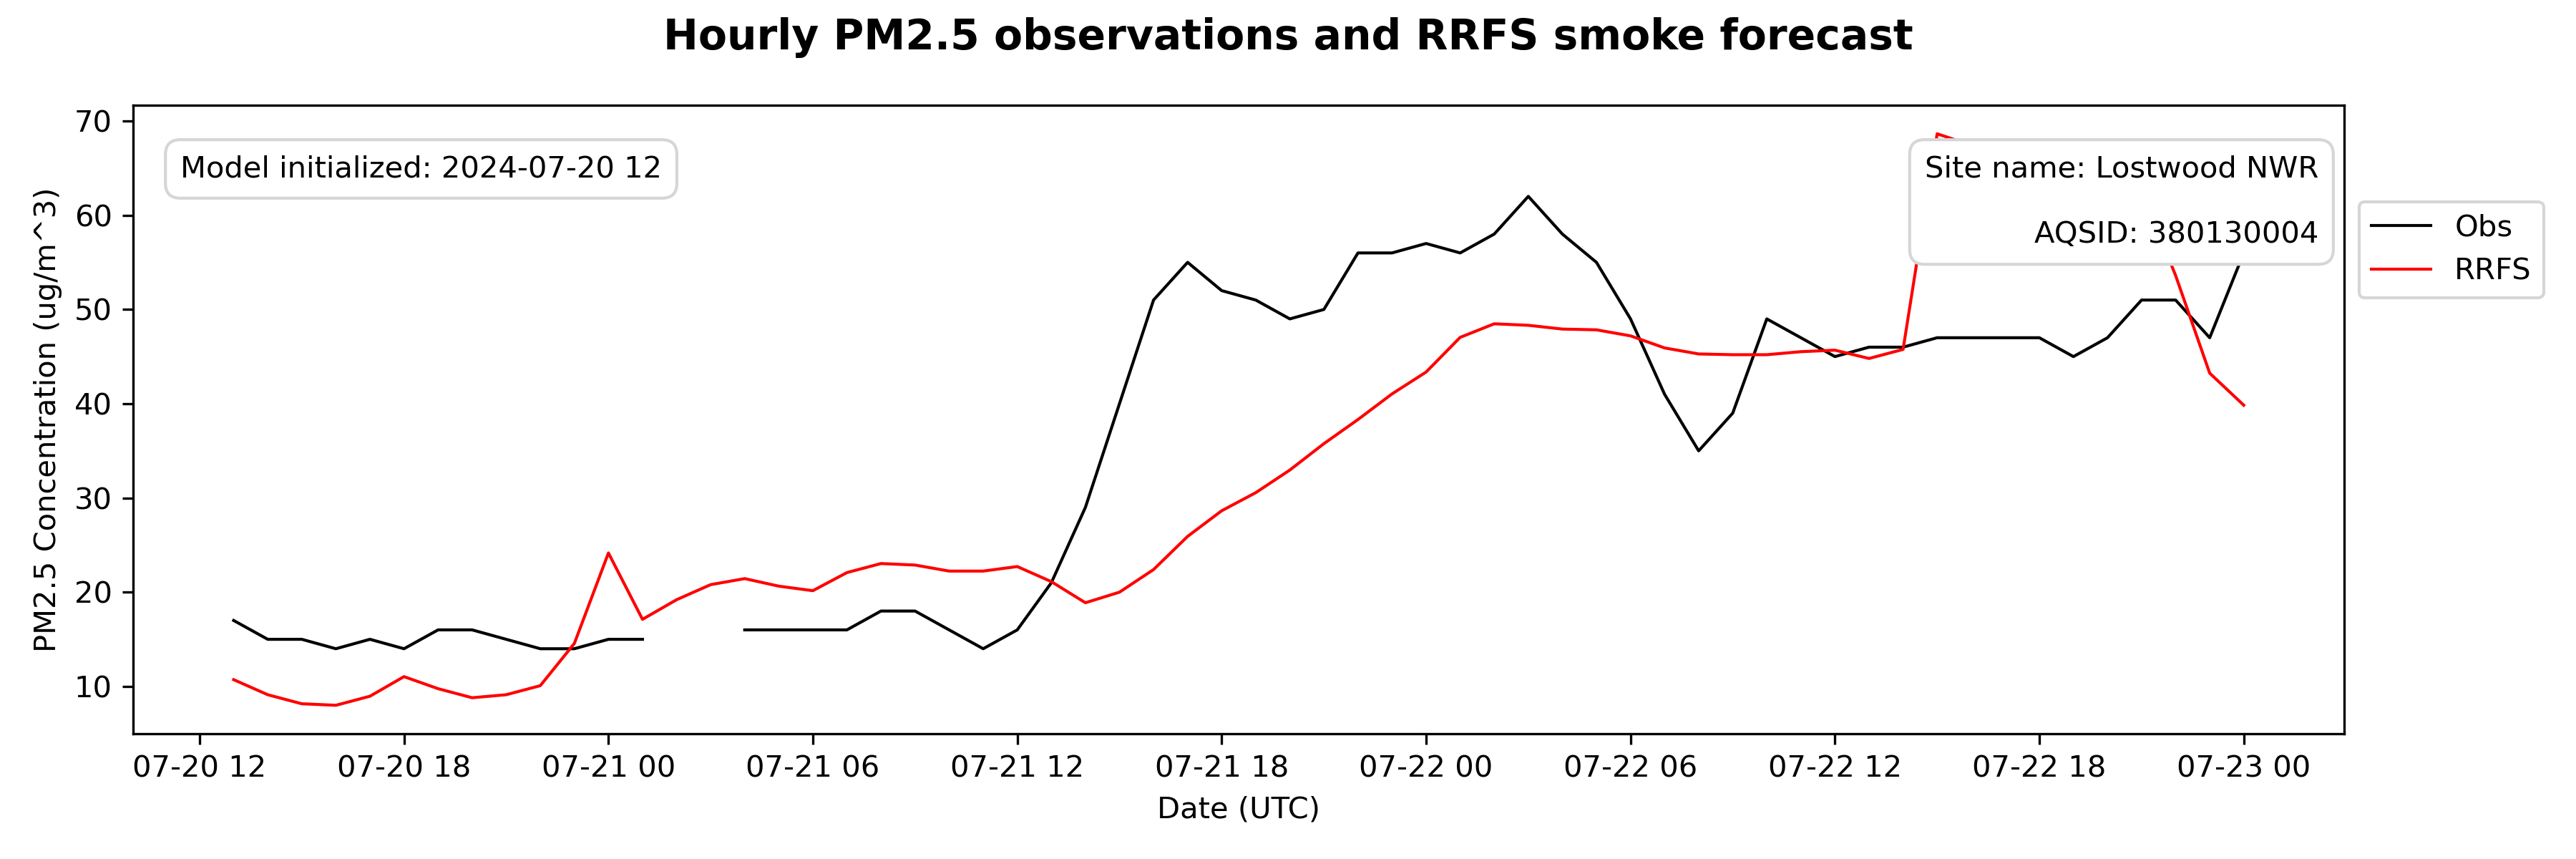 Hourly PM2.5 observations and RRFS smoke forecast
Model initialized: 2024-07-20 12
Site name: Lostwood NWR
AQSID: 380130004
Obs
RRFS
PM2.5 Concentration (ug/m^3)
70
60
50
40
30
20
10
07-20 12 07-20 18 07-21 00 07-21 06 07-21 12 07-21 18 07-22 00 07-22 06 07-22 12 07-22 18 07-23 00
Date (UTC)